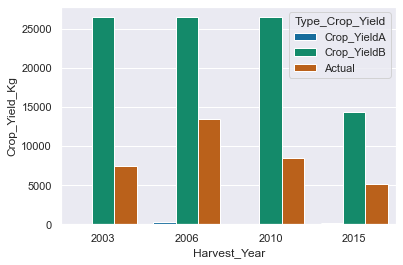 Type_Crop_Yield
Crop_YieldA
Crop_YieldB
Actual
Crop_Yield_Kg
25000
20000
15000
10000
5000
0
2003 2006 2010 2015
Harvest_Year